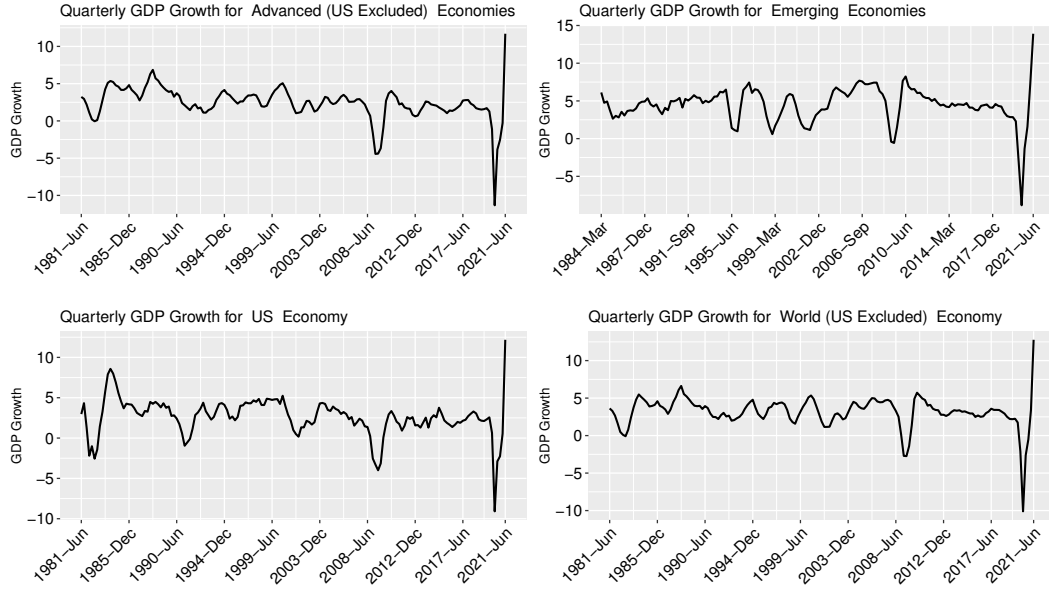 Quarterly GDP Growth for  Advanced (US Excluded)  Economies
GDP Growth
10
5
0
−5
−10
1981−Jun
1985−Dec
1990−Jun
1994−Dec
1999−Jun
2003−Dec
2008−Jun
2012−Dec
2017−Jun
2021−Jun
Quarterly GDP Growth for  Emerging  Economies
GDP Growth
15
10
5
0
−5
1984−Mar
1987−Dec
1991−Sep
1995−Jun
1999−Mar
2002−Dec
2006−Sep
2010−Jun
2014−Mar
2017−Dec
2021−Jun
Quarterly GDP Growth for  US  Economy
GDP Growth
10
5
0
−5
−10
1981−Jun
1985−Dec
1990−Jun
1994−Dec
1999−Jun
2003−Dec
2008−Jun
2012−Dec
2017−Jun
2021−Jun
Quarterly GDP Growth for  World (US Excluded)  Economy
GDP Growth
10
5
0
−5
−10
1981−Jun
1985−Dec
1990−Jun
1994−Dec
1999−Jun
2003−Dec
2008−Jun
2012−Dec
2017−Jun
2021−Jun